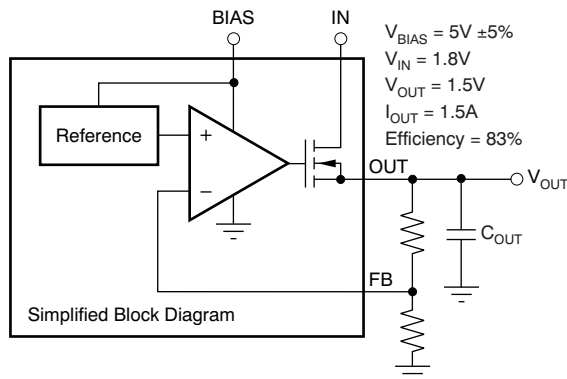 BIAS
IN
V_BIAS = 5V ±5%
V_IN = 1.8V
V_OUT = 1.5V
I_OUT = 1.5A
Efficiency = 83%
Reference
+
−
OUT
V_OUT
C_OUT
FB
Simplified Block Diagram